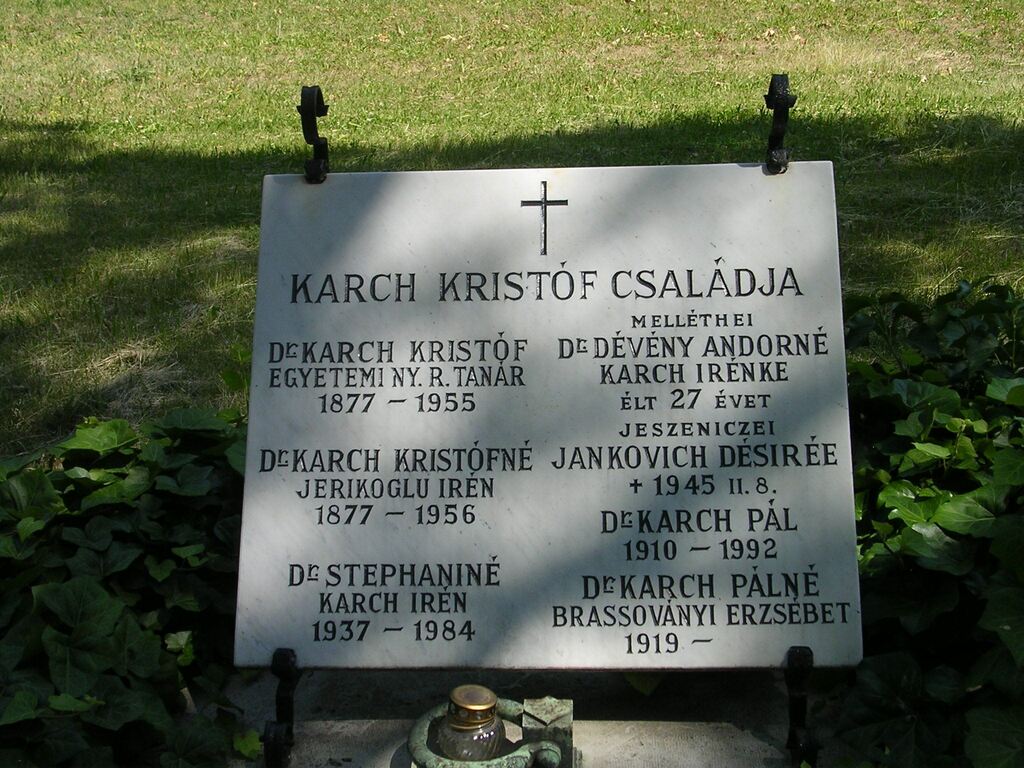 KARCH KRISTÓF CSALÁDJA
Dr KARCH KRISTÓF
EGYETEMI NY. R. TANÁR
1877 – 1955
Dr KARCH KRISTÓFNÉ
JERIKOGLU IRÉN
1877 – 1956
Dr STEPHANINÉ
KARCH IRÉN
1937 – 1984
MELLÉTHEI
Dr DÉVÉNY ANDORNÉ
KARCH IRÉNKE
ÉLT 27 ÉVET
JESZENICZEI
JANKOVICH DÉSIRÉE
+ 1945 II. 8.
Dr KARCH PÁL
1910 – 1992
Dr KARCH PÁLNÉ
BRASSOVÁNYI ERZSÉBET
1919 –